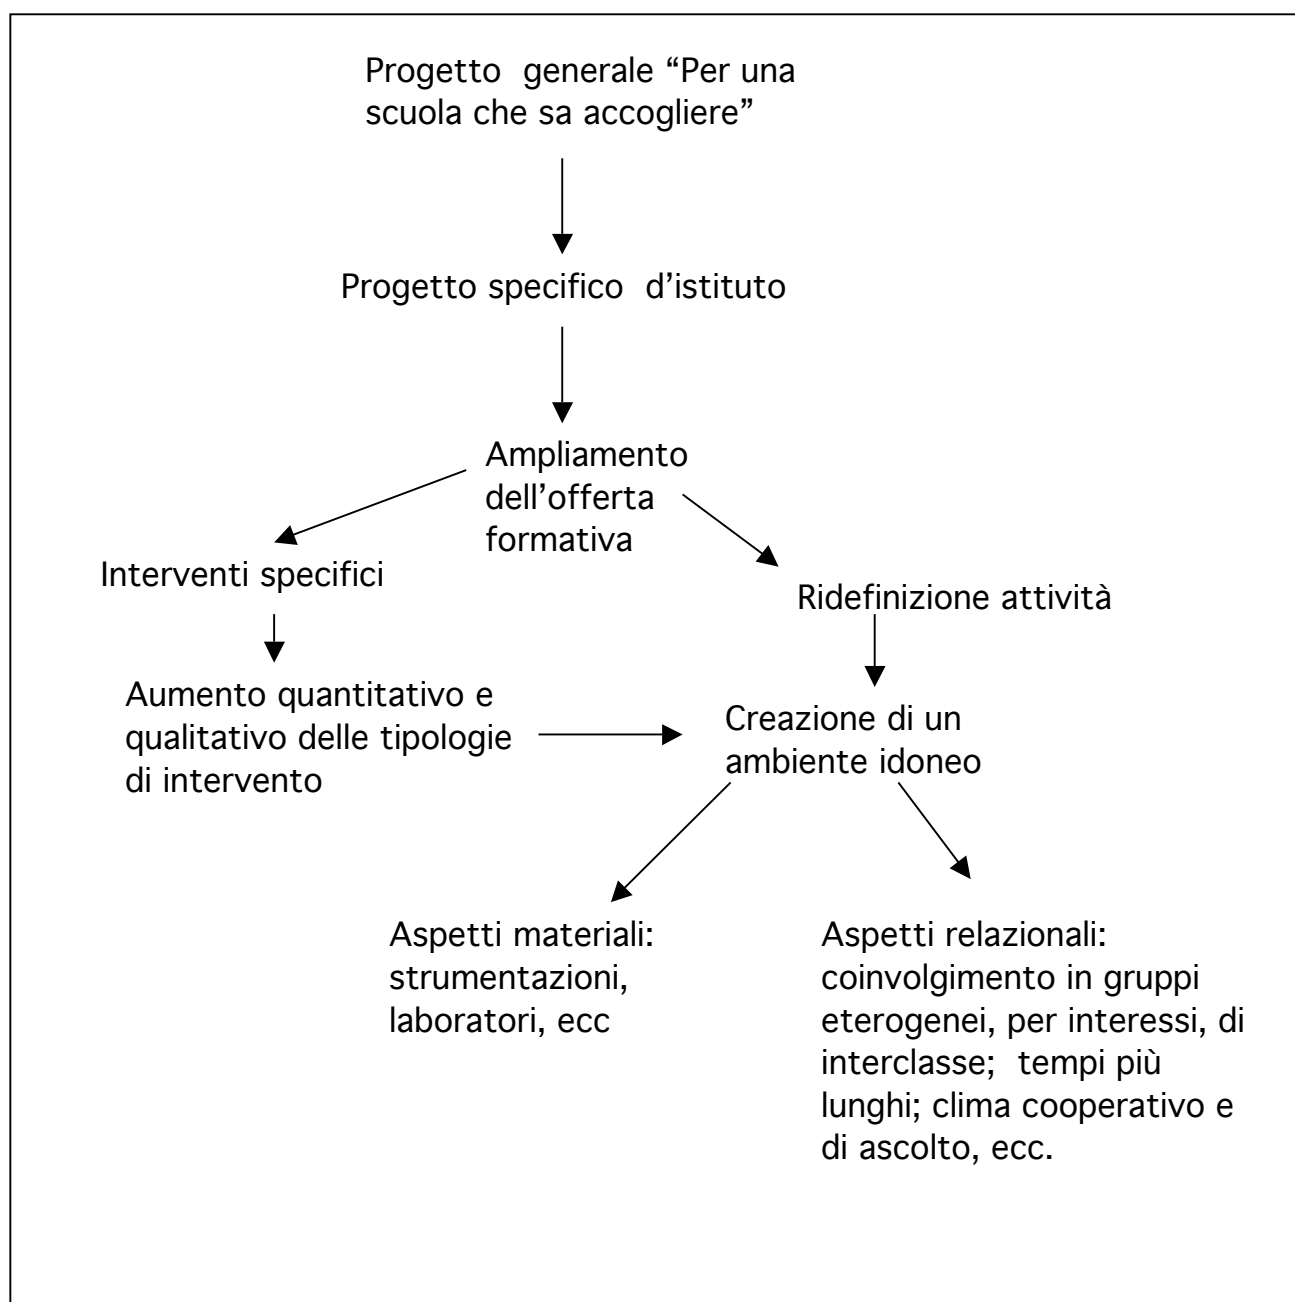 Progetto  generale “Per una
scuola che sa accogliere”
Progetto specifico  d’istituto
Ampliamento
dell’offerta
formativa
Interventi specifici
Ridefinizione attività
Aumento quantitativo e
qualitativo delle tipologie
di intervento
Creazione di un
ambiente idoneo
Aspetti materiali:
strumentazioni,
laboratori, ecc
Aspetti relazionali:
coinvolgimento in gruppi
eterogenei, per interessi, di
interclasse;  tempi più
lunghi; clima cooperativo e
di ascolto, ecc.